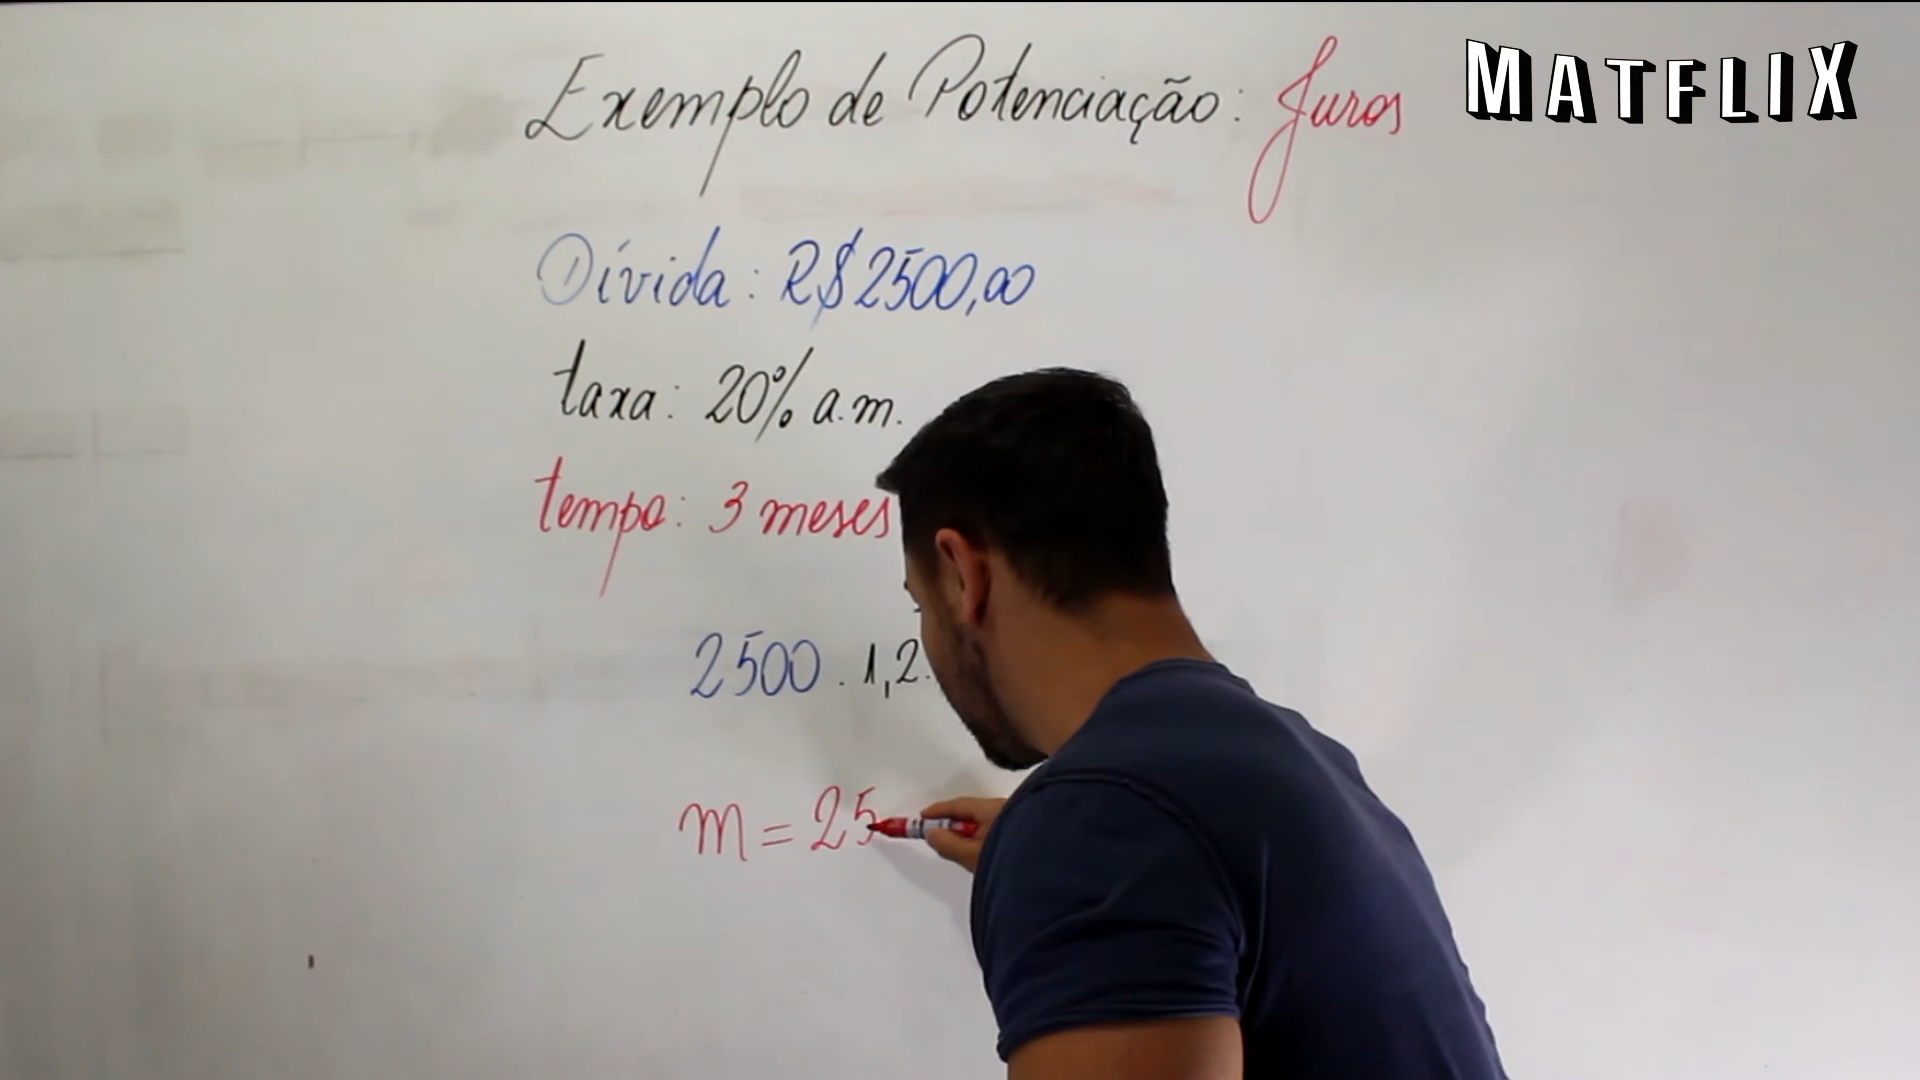 Exemplo de Potenciação: Juros
MATFLIX
Dívida: R$2500,00
taxa: 20% a.m.
tempo: 3 meses
2500 . 1,2.
m = 25